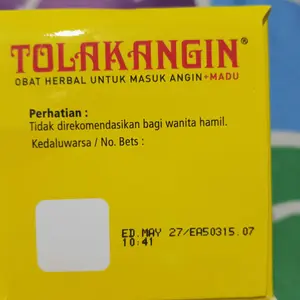 TOLAKANGIN®
OBAT HERBAL UNTUK MASUK ANGIN+MADU
Perhatian :
Tidak direkomendasikan bagi wanita hamil.
Kedaluwarsa / No. Bets :
ED.MAY 27/EA50315.07
10:41